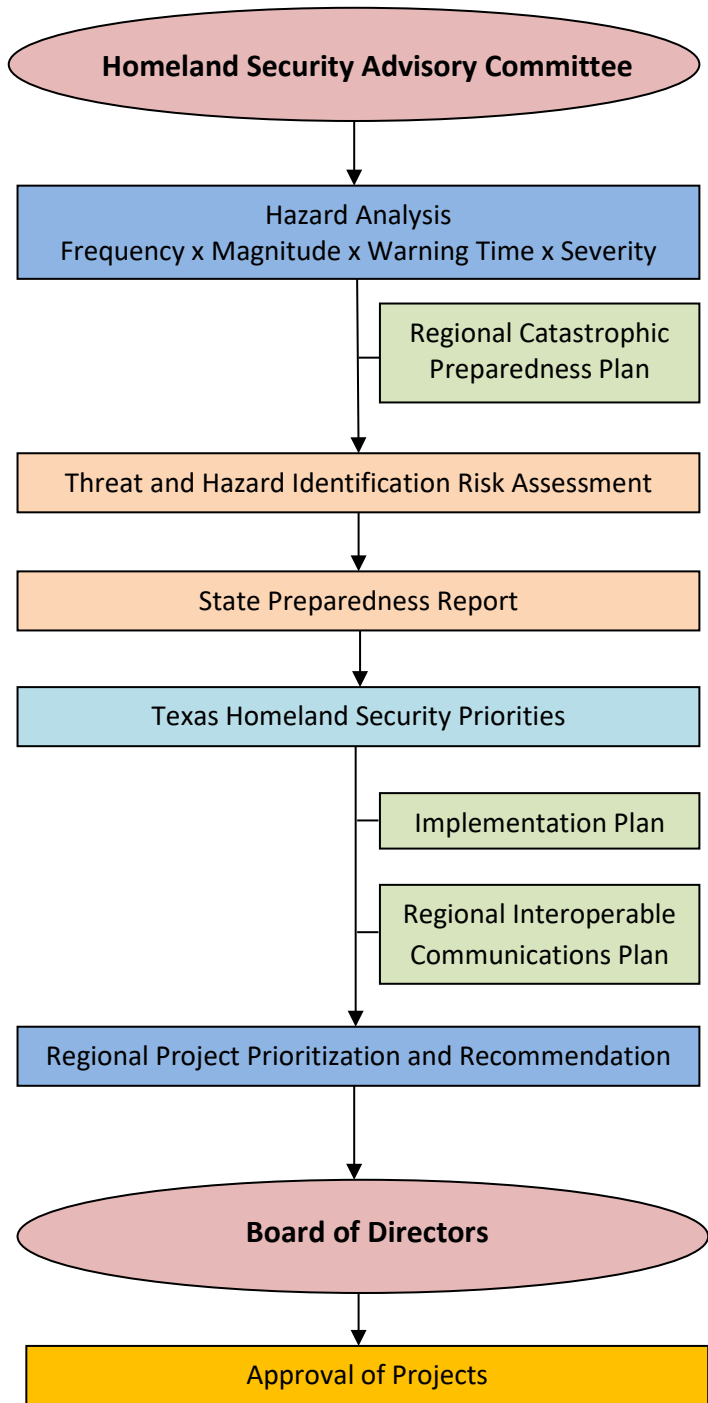 Homeland Security Advisory Committee
Hazard Analysis
Frequency x Magnitude x Warning Time x Severity
Regional Catastrophic
Preparedness Plan
Threat and Hazard Identification Risk Assessment
State Preparedness Report
Texas Homeland Security Priorities
Implementation Plan
Regional Interoperable
Communications Plan
Regional Project Prioritization and Recommendation
Board of Directors
Approval of Projects